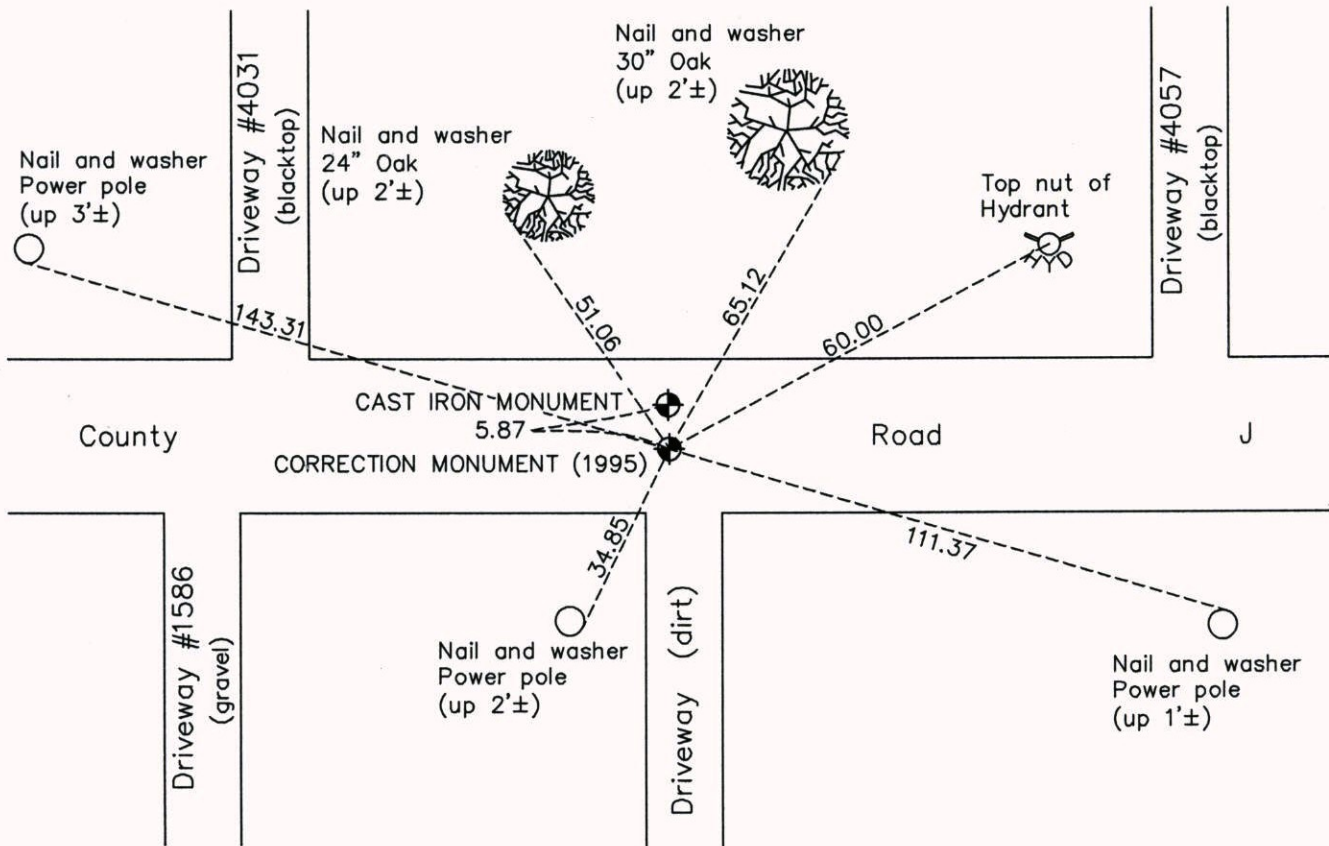 Nail and washer
30" Oak
(up 2'±)
Driveway #4031
(blacktop)
Driveway #4057
(blacktop)
Nail and washer
24" Oak
(up 2'±)
Nail and washer
Power pole
(up 3'±)
Top nut of
Hydrant
HYD
143.31
51.06
65.12
60.00
CAST IRON MONUMENT
5.87
County Road J
CORRECTION MONUMENT (1995)
34.85
111.37
Driveway #1586
(gravel)
Driveway (dirt)
Nail and washer
Power pole
(up 2'±)
Nail and washer
Power pole
(up 1'±)